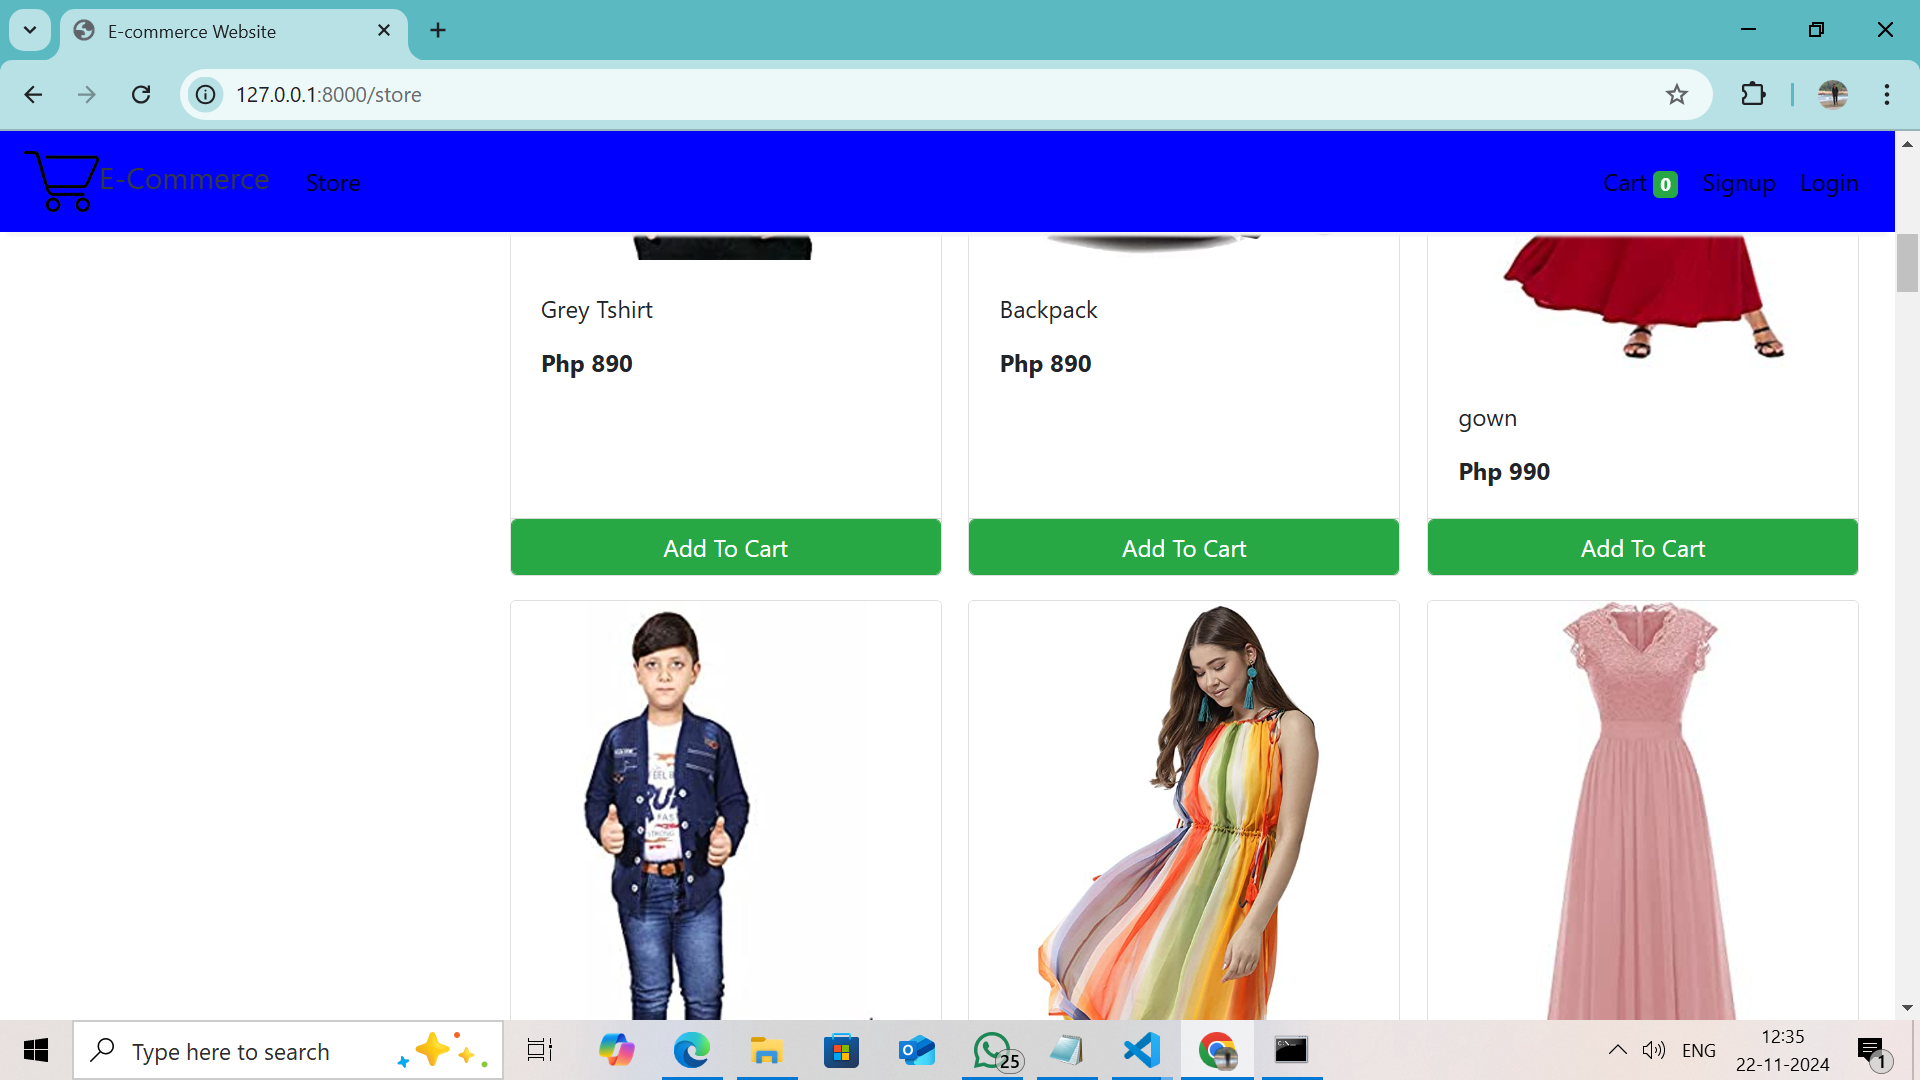 E-commerce Website
127.0.0.1:8000/store
E-Commerce Store Cart 0 Signup Login
Grey Tshirt
Php 890
Backpack
Php 890
gown
Php 990
Add To Cart Add To Cart Add To Cart
Type here to search
25
ENG
12:35
22-11-2024
1